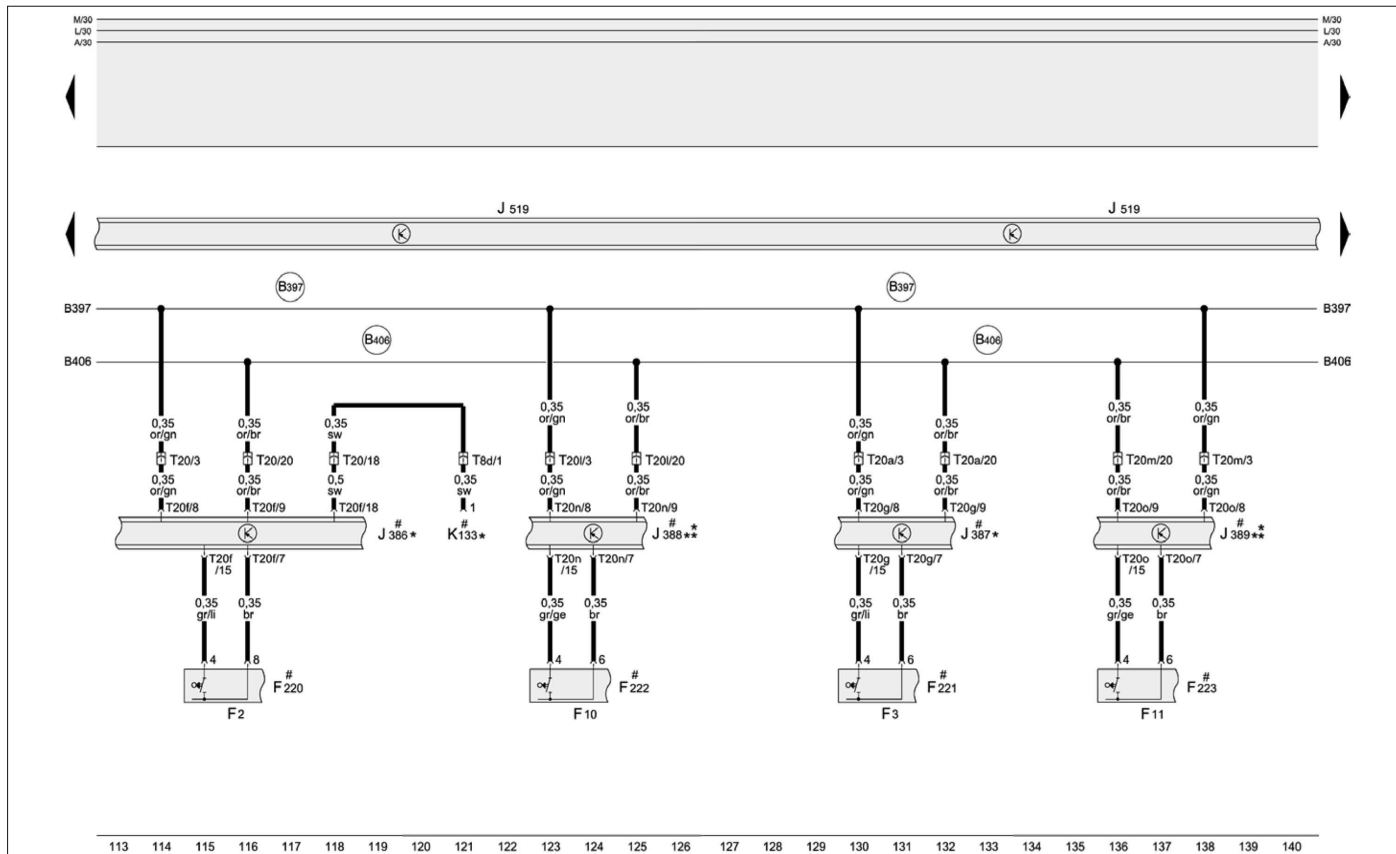 M/30 M/30
L/30 L/30
A/30 A/30
J 519 J 519
B397 B397
B397 B397
B406 B406
B406 B406
0,35 0,35 0,35 0,35 0,35 0,35 0,35 0,35 0,35
or/gn or/br sw or/gn or/br or/gn or/br or/br or/gn
T20/3 T20/20 T20/18 T8d/1 T20l/3 T20l/20 T20a/3 T20a/20 T20m/20 T20m/3
0,35 0,35 0,5 0,35 0,35 0,35 0,35 0,35 0,35 0,35
or/gn or/br sw sw or/gn or/br or/gn or/br or/br or/gn
T20f/8 T20f/9 T20f/18 1 T20n/8 T20n/9 T20g/8 T20g/9 T20o/9 T20o/8
J 386 #* K133 #* J 388 #*** J 387 #* J 389 #***
T20f T20f/7 T20n T20n/7 T20g T20g/7 T20o T20o/7
/15 /15 /15 /15
0,35 0,35 0,35 0,35 0,35 0,35 0,35 0,35
gr/li br gr/ge br gr/li br gr/ge br
4 8 4 6 4 6 4 6
F220 # F222 # F221 # F223 #
F2 F10 F3 F11
113 114 115 116 117 118 119 120 121 122 123 124 125 126 127 128 129 130 131 132 133 134 135 136 137 138 139 140